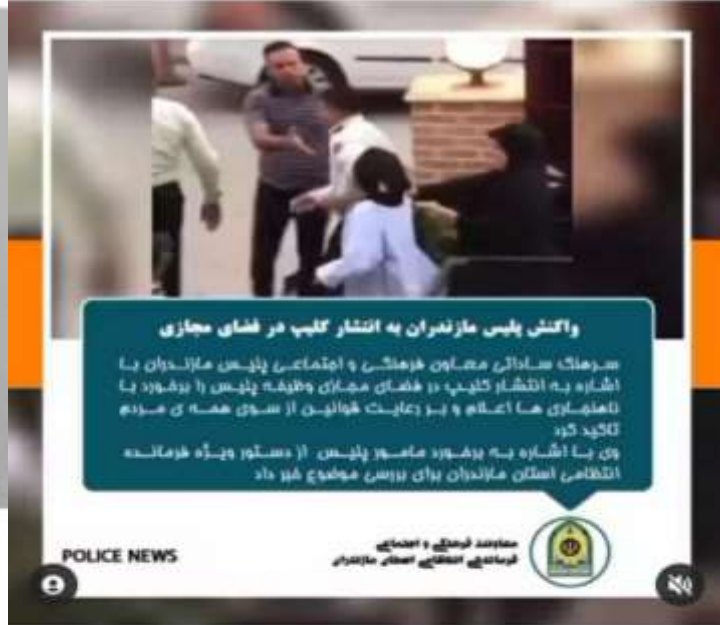 واکنش پلیس مازندران به انتشار کلیپ در فضای مجازی
سرهنگ ساداتی معاون فرهنگی و اجتماعی پلیس مازندران با
اشاره به انتشار کلیپ در فضای مجازی وظیفه پلیس را برخورد با
ناهنجاری ها اعلام و بر رعایت قوانین از سوی همه ی مردم
تاکید کرد
وی با اشاره به برخورد مامور پلیس از دستور ویژه فرمانده
انتظامی استان مازندران برای بررسی موضوع خبر داد
معاونت فرهنگی و اجتماعی
فرماندهی انتظامی استان مازندران
POLICE NEWS